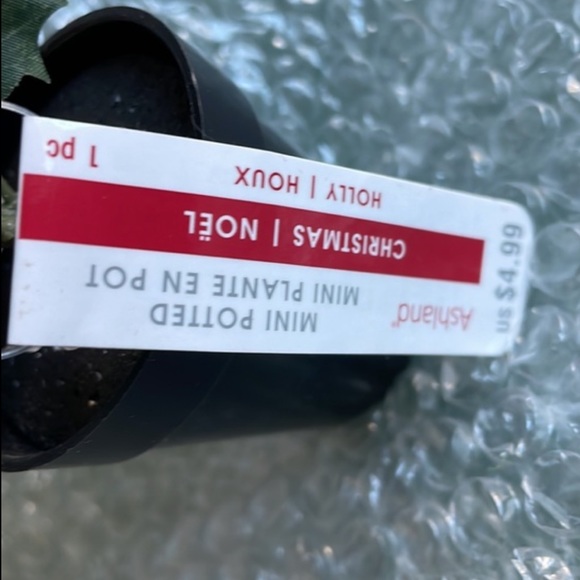 Ashland®
MINI POTTED
MINI PLANTE EN POT
CHRISTMAS | NOËL
HOLLY | HOUX
1 pc
US $4.99